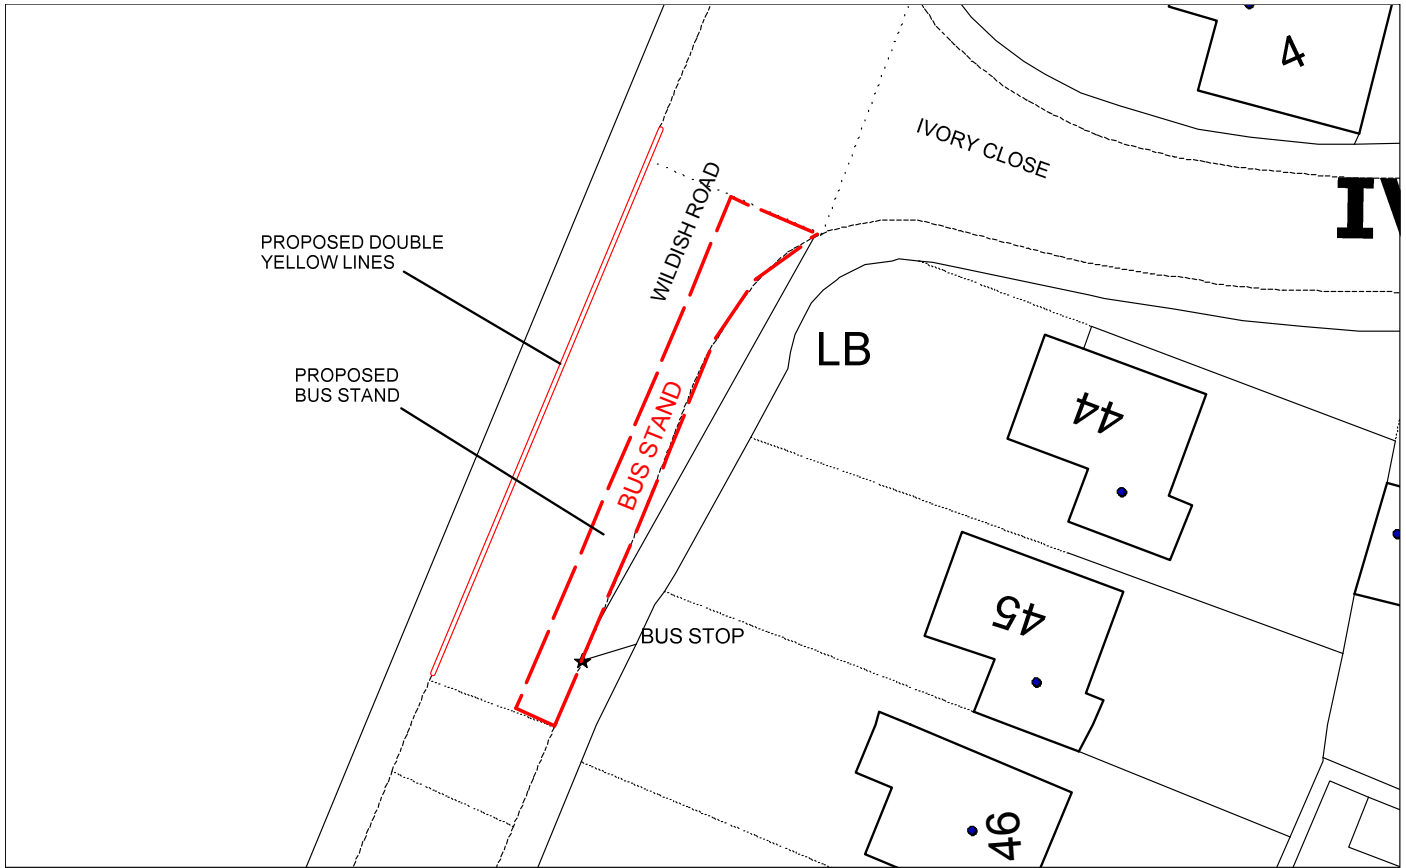 4
IVORY CLOSE
IV
WILDISH ROAD
PROPOSED DOUBLE
YELLOW LINES
LB
PROPOSED
BUS STAND
BUS STAND
44
45
BUS STOP
46